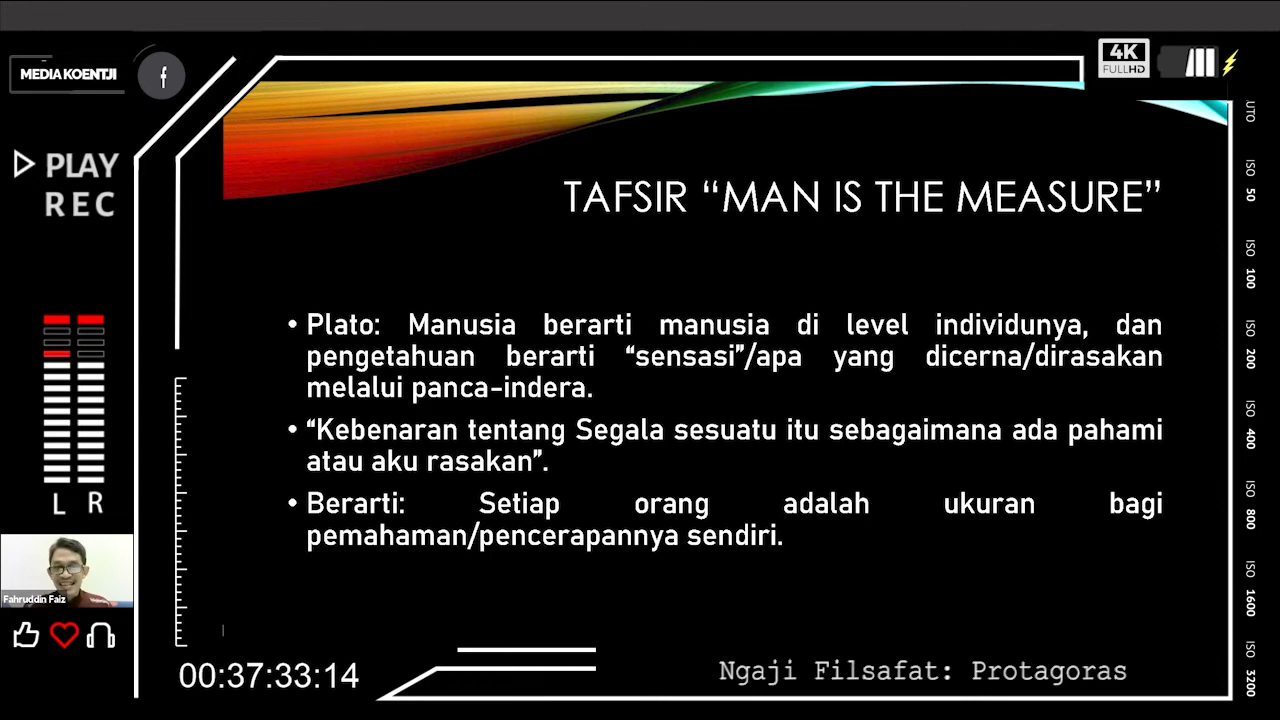 MEDIA KOENTJI
f
4K
FULLHD
PLAY
REC
TAFSIR “MAN IS THE MEASURE”
• Plato: Manusia berarti manusia di level individunya, dan
pengetahuan berarti “sensasi”/apa yang dicerna/dirasakan
melalui panca-indera.
• “Kebenaran tentang Segala sesuatu itu sebagaimana ada pahami
atau aku rasakan”.
• Berarti: Setiap orang adalah ukuran bagi
pemahaman/pencerapannya sendiri.
L R
Fahruddin Faiz
00:37:33:14
Ngaji Filsafat: Protagoras
UTO
ISO 50
ISO 100
ISO 200
ISO 400
ISO 800
ISO 1600
ISO 3200